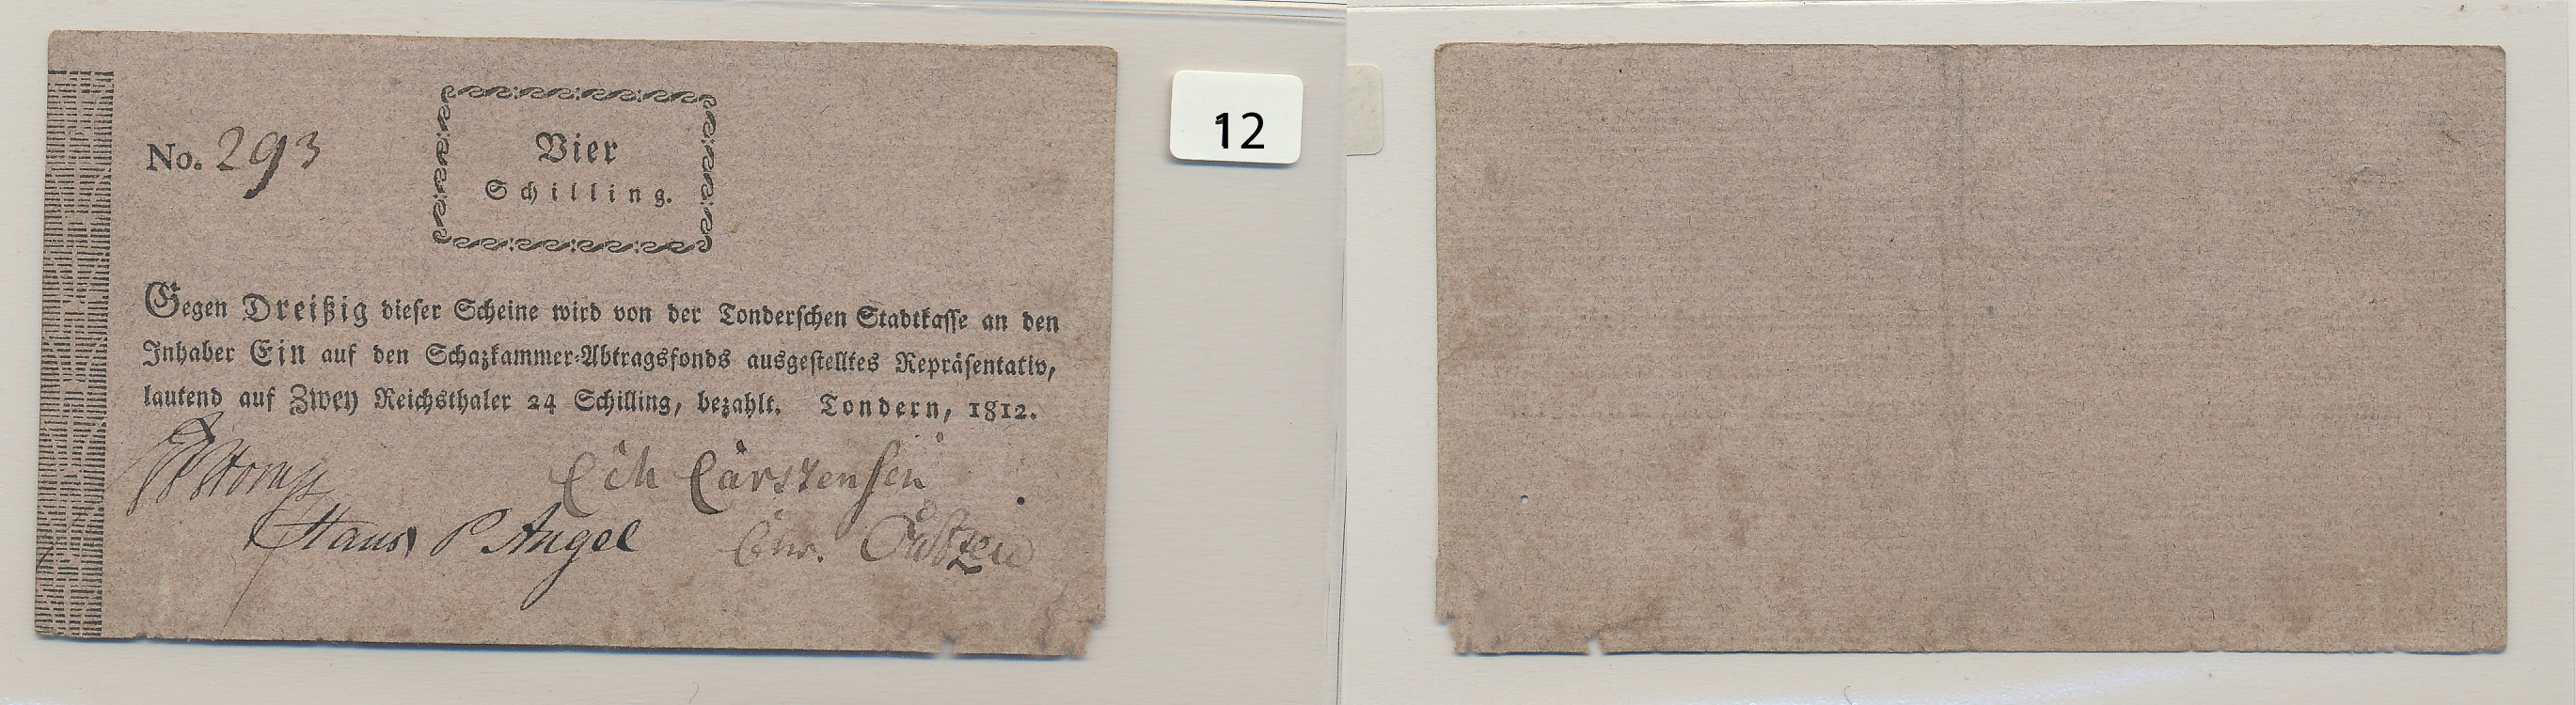 No. 293
Vier
Schilling.
12
Gegen Dreißig dieſer Scheine wird von der Tonderſchen Stadtkaſſe an den
Inhaber Ein auf den Schazkammer-Abtragsfonds ausgeſtelltes Repräſentativ,
lautend auf Zwey Reichsthaler 24 Schilling, bezahlt. Tondern, 1812.
Carstensen
Hans P Angel